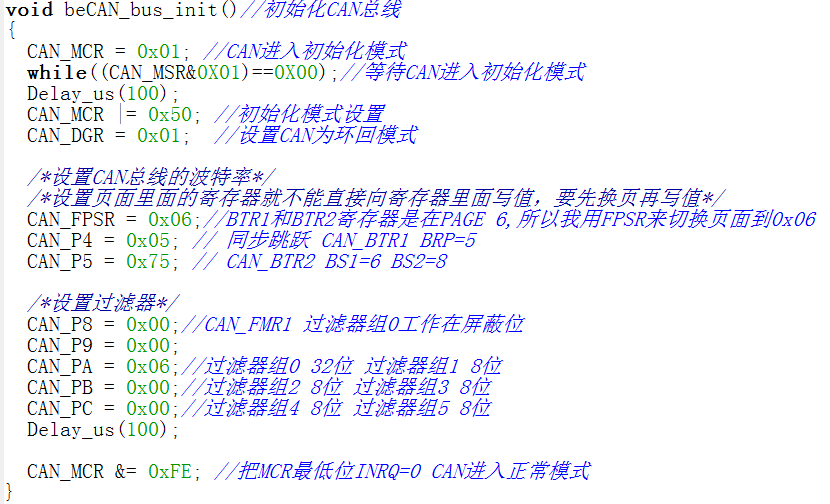 void beCAN_bus_init()//初始化CAN总线
{
CAN_MCR = 0x01; //CAN进入初始化模式
while((CAN_MSR&0X01)==0X00);//等待CAN进入初始化模式
Delay_us(100);
CAN_MCR |= 0x50; //初始化模式设置
CAN_DGR = 0x01; //设置CAN为环回模式
/*设置CAN总线的波特率*/
/*设置页面里面的寄存器就不能直接向寄存器里面写值，要先换页再写值*/
CAN_FPSR = 0x06;//BTR1和BTR2寄存器是在PAGE 6,所以我用FPSR来切换页面到0x06
CAN_P4 = 0x05; // 同步跳跃 CAN_BTR1 BRP=5
CAN_P5 = 0x75; // CAN_BTR2 BS1=6 BS2=8
/*设置过滤器*/
CAN_P8 = 0x00;//CAN_FMR1 过滤器组0工作在屏蔽位
CAN_P9 = 0x00;
CAN_PA = 0x06;//过滤器组0 32位 过滤器组1 8位
CAN_PB = 0x00;//过滤器组2 8位 过滤器组3 8位
CAN_PC = 0x00;//过滤器组4 8位 过滤器组5 8位
Delay_us(100);
CAN_MCR &= 0xFE; //把MCR最低位INRQ=0 CAN进入正常模式
}